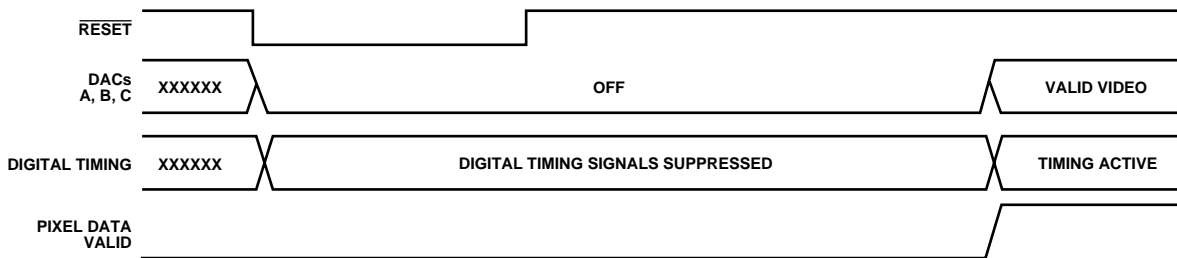 RESET
DACs
A, B, C
XXXXXX
OFF
VALID VIDEO
DIGITAL TIMING
XXXXXX
DIGITAL TIMING SIGNALS SUPPRESSED
TIMING ACTIVE
PIXEL DATA
VALID